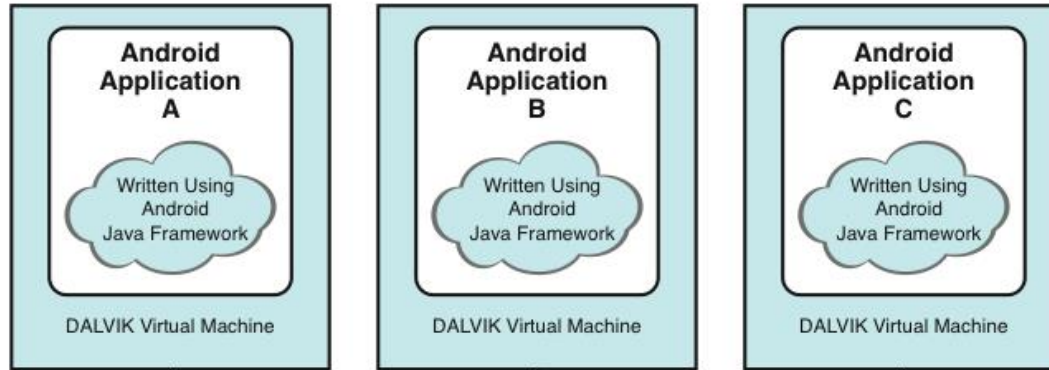 Android
Application
A
Written Using
Android
Java Framework
DALVIK Virtual Machine
Android
Application
B
Written Using
Android
Java Framework
DALVIK Virtual Machine
Android
Application
C
Written Using
Android
Java Framework
DALVIK Virtual Machine